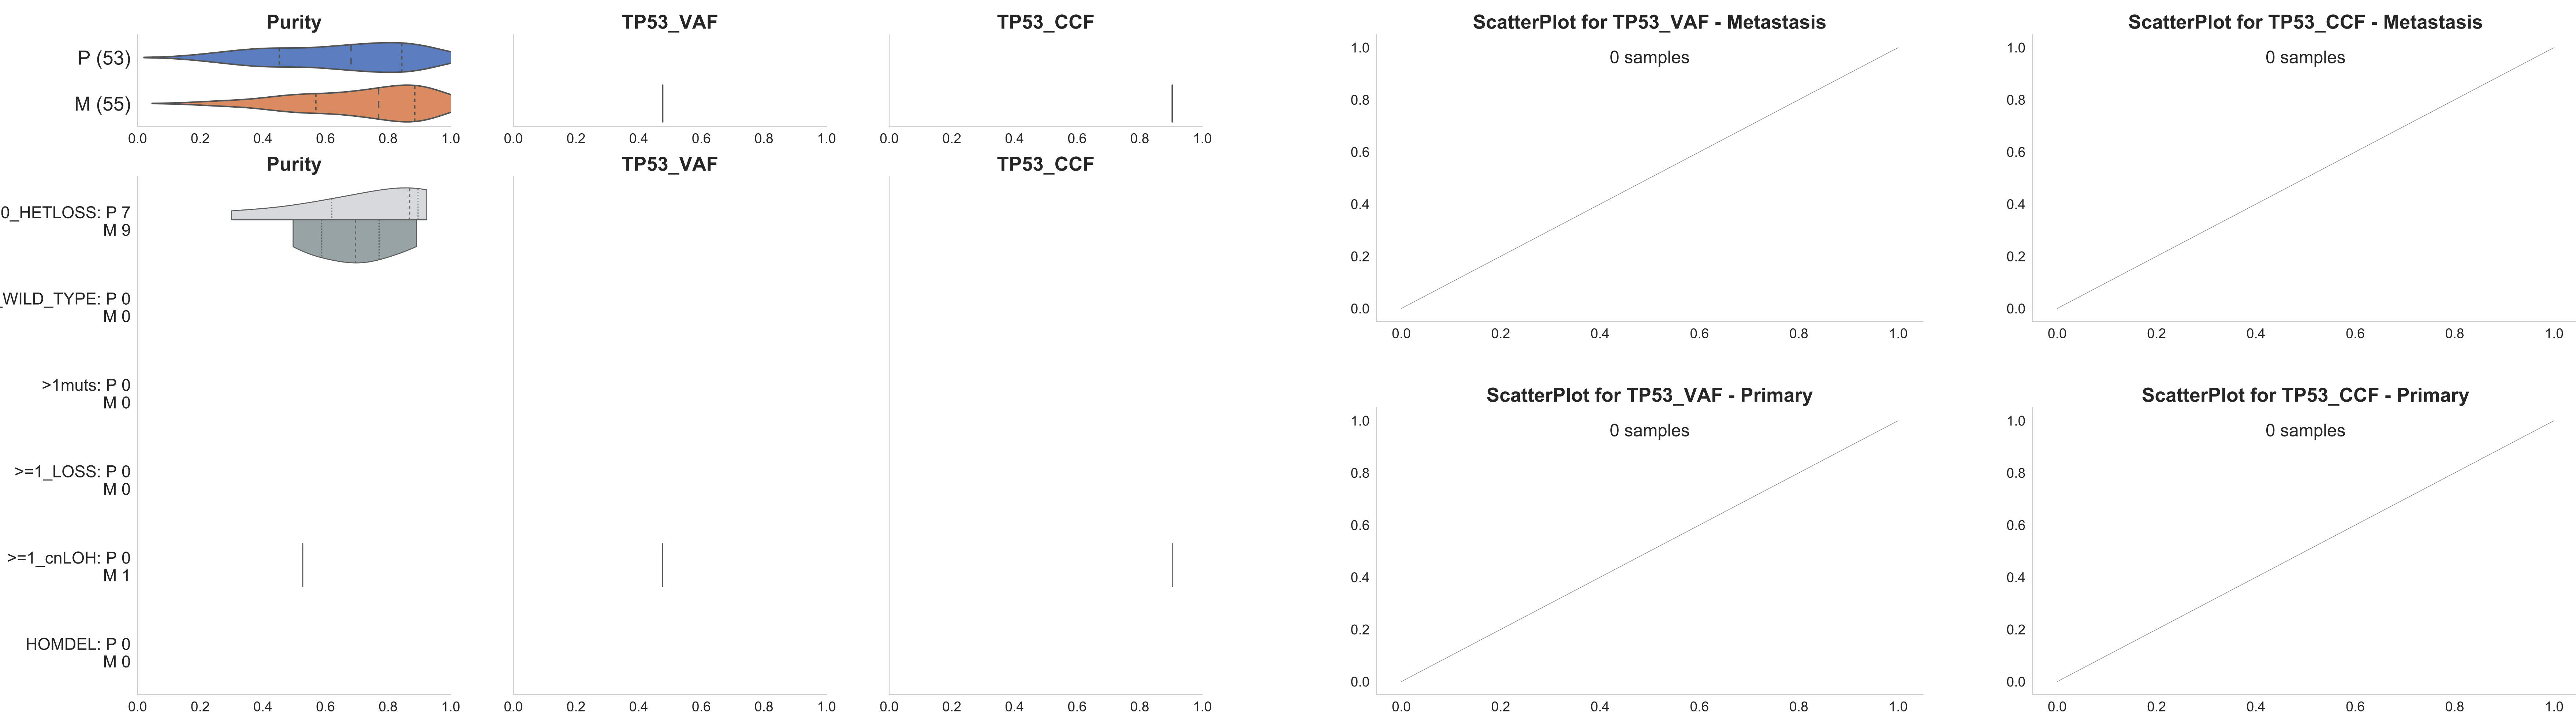 Purity
TP53_VAF
TP53_CCF
P (53)
M (55)
0.0 0.2 0.4 0.6 0.8 1.0
0.0 0.2 0.4 0.6 0.8 1.0
0.0 0.2 0.4 0.6 0.8 1.0
Purity
TP53_VAF
TP53_CCF
0_HETLOSS: P 7
M 9
_WILD_TYPE: P 0
M 0
>1muts: P 0
M 0
>=1_LOSS: P 0
M 0
>=1_cnLOH: P 0
M 1
HOMDEL: P 0
M 0
0.0 0.2 0.4 0.6 0.8 1.0
0.0 0.2 0.4 0.6 0.8 1.0
0.0 0.2 0.4 0.6 0.8 1.0
ScatterPlot for TP53_VAF - Metastasis
0 samples
1.0
0.8
0.6
0.4
0.2
0.0
0.0 0.2 0.4 0.6 0.8 1.0
ScatterPlot for TP53_CCF - Metastasis
0 samples
1.0
0.8
0.6
0.4
0.2
0.0
0.0 0.2 0.4 0.6 0.8 1.0
ScatterPlot for TP53_VAF - Primary
0 samples
1.0
0.8
0.6
0.4
0.2
0.0
0.0 0.2 0.4 0.6 0.8 1.0
ScatterPlot for TP53_CCF - Primary
0 samples
1.0
0.8
0.6
0.4
0.2
0.0
0.0 0.2 0.4 0.6 0.8 1.0